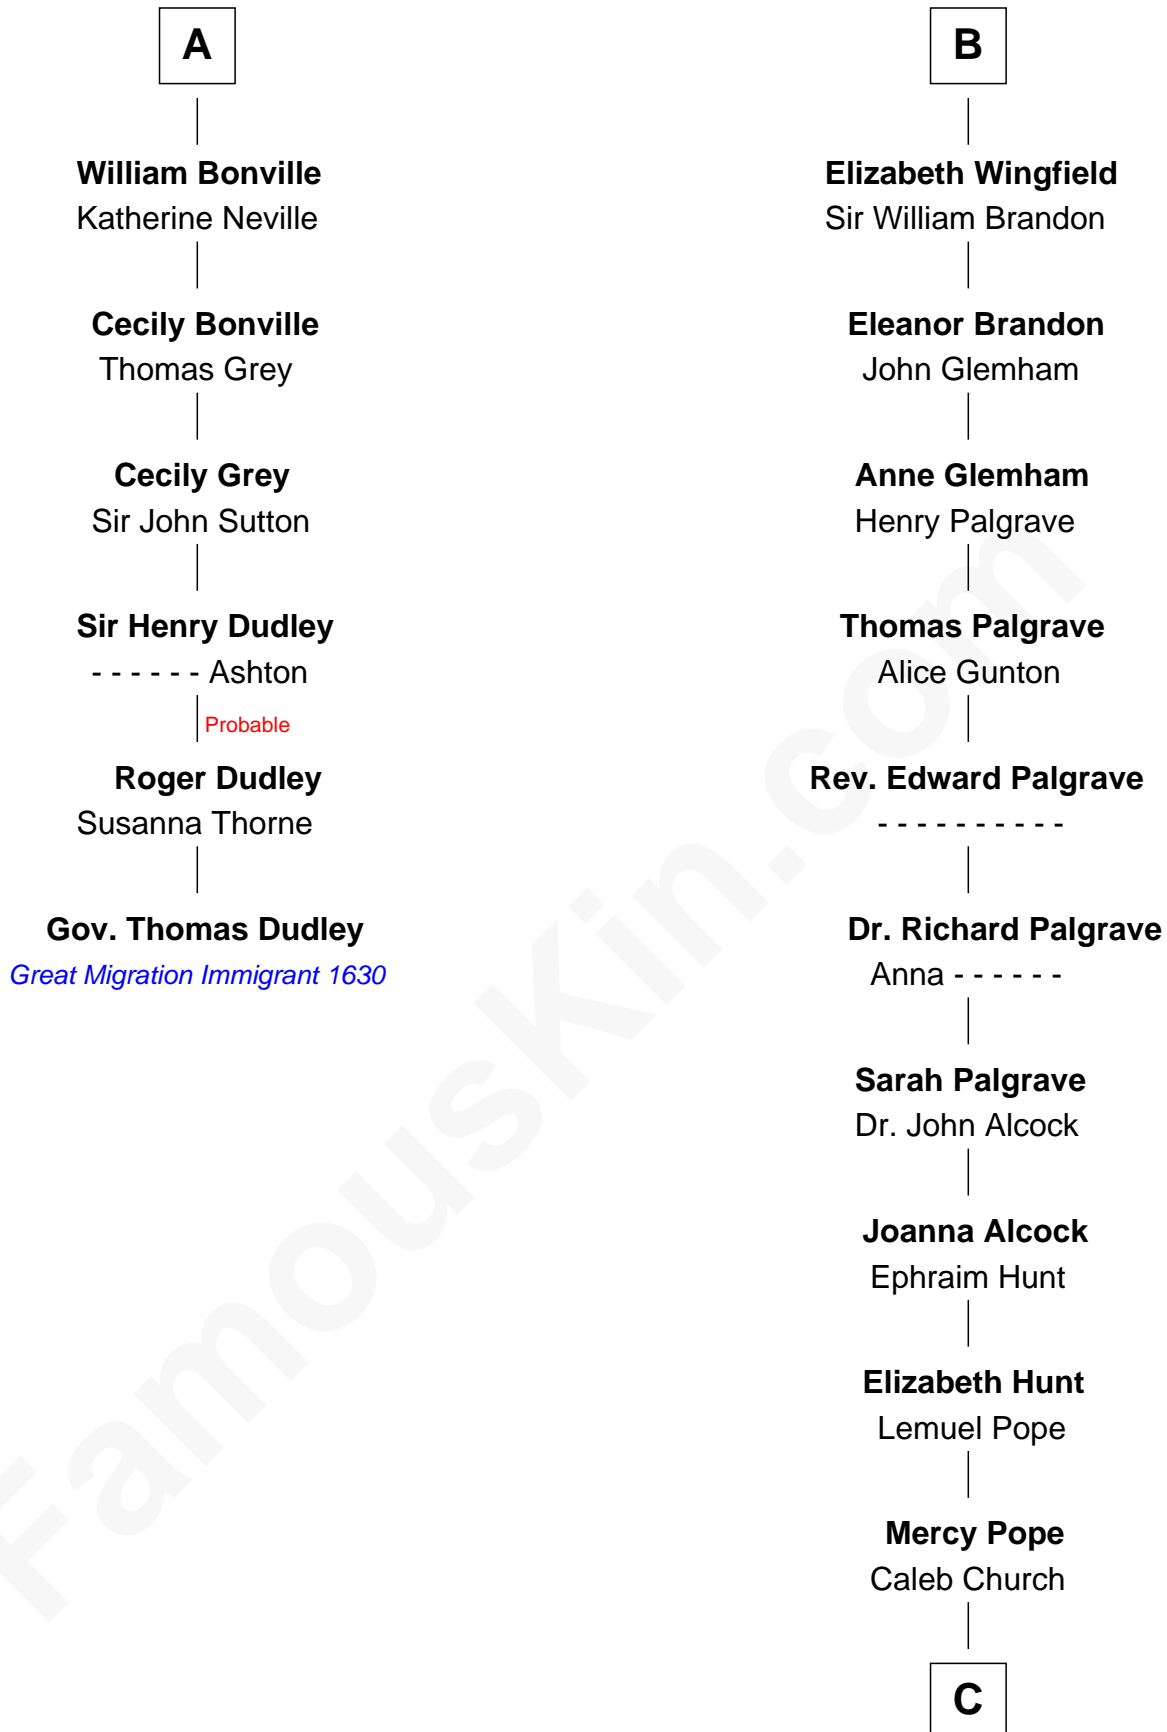 A
William Bonville
Katherine Neville
Cecily Bonville
Thomas Grey
Cecily Grey
Sir John Sutton
Sir Henry Dudley
- - - - - - Ashton
Probable
Roger Dudley
Susanna Thorne
Gov. Thomas Dudley
Great Migration Immigrant 1630
B
Elizabeth Wingfield
Sir William Brandon
Eleanor Brandon
John Glemham
Anne Glemham
Henry Palgrave
Thomas Palgrave
Alice Gunton
Rev. Edward Palgrave
- - - - - - - - - -
Dr. Richard Palgrave
Anna - - - - - -
Sarah Palgrave
Dr. John Alcock
Joanna Alcock
Ephraim Hunt
Elizabeth Hunt
Lemuel Pope
Mercy Pope
Caleb Church
C
FamousKin.com